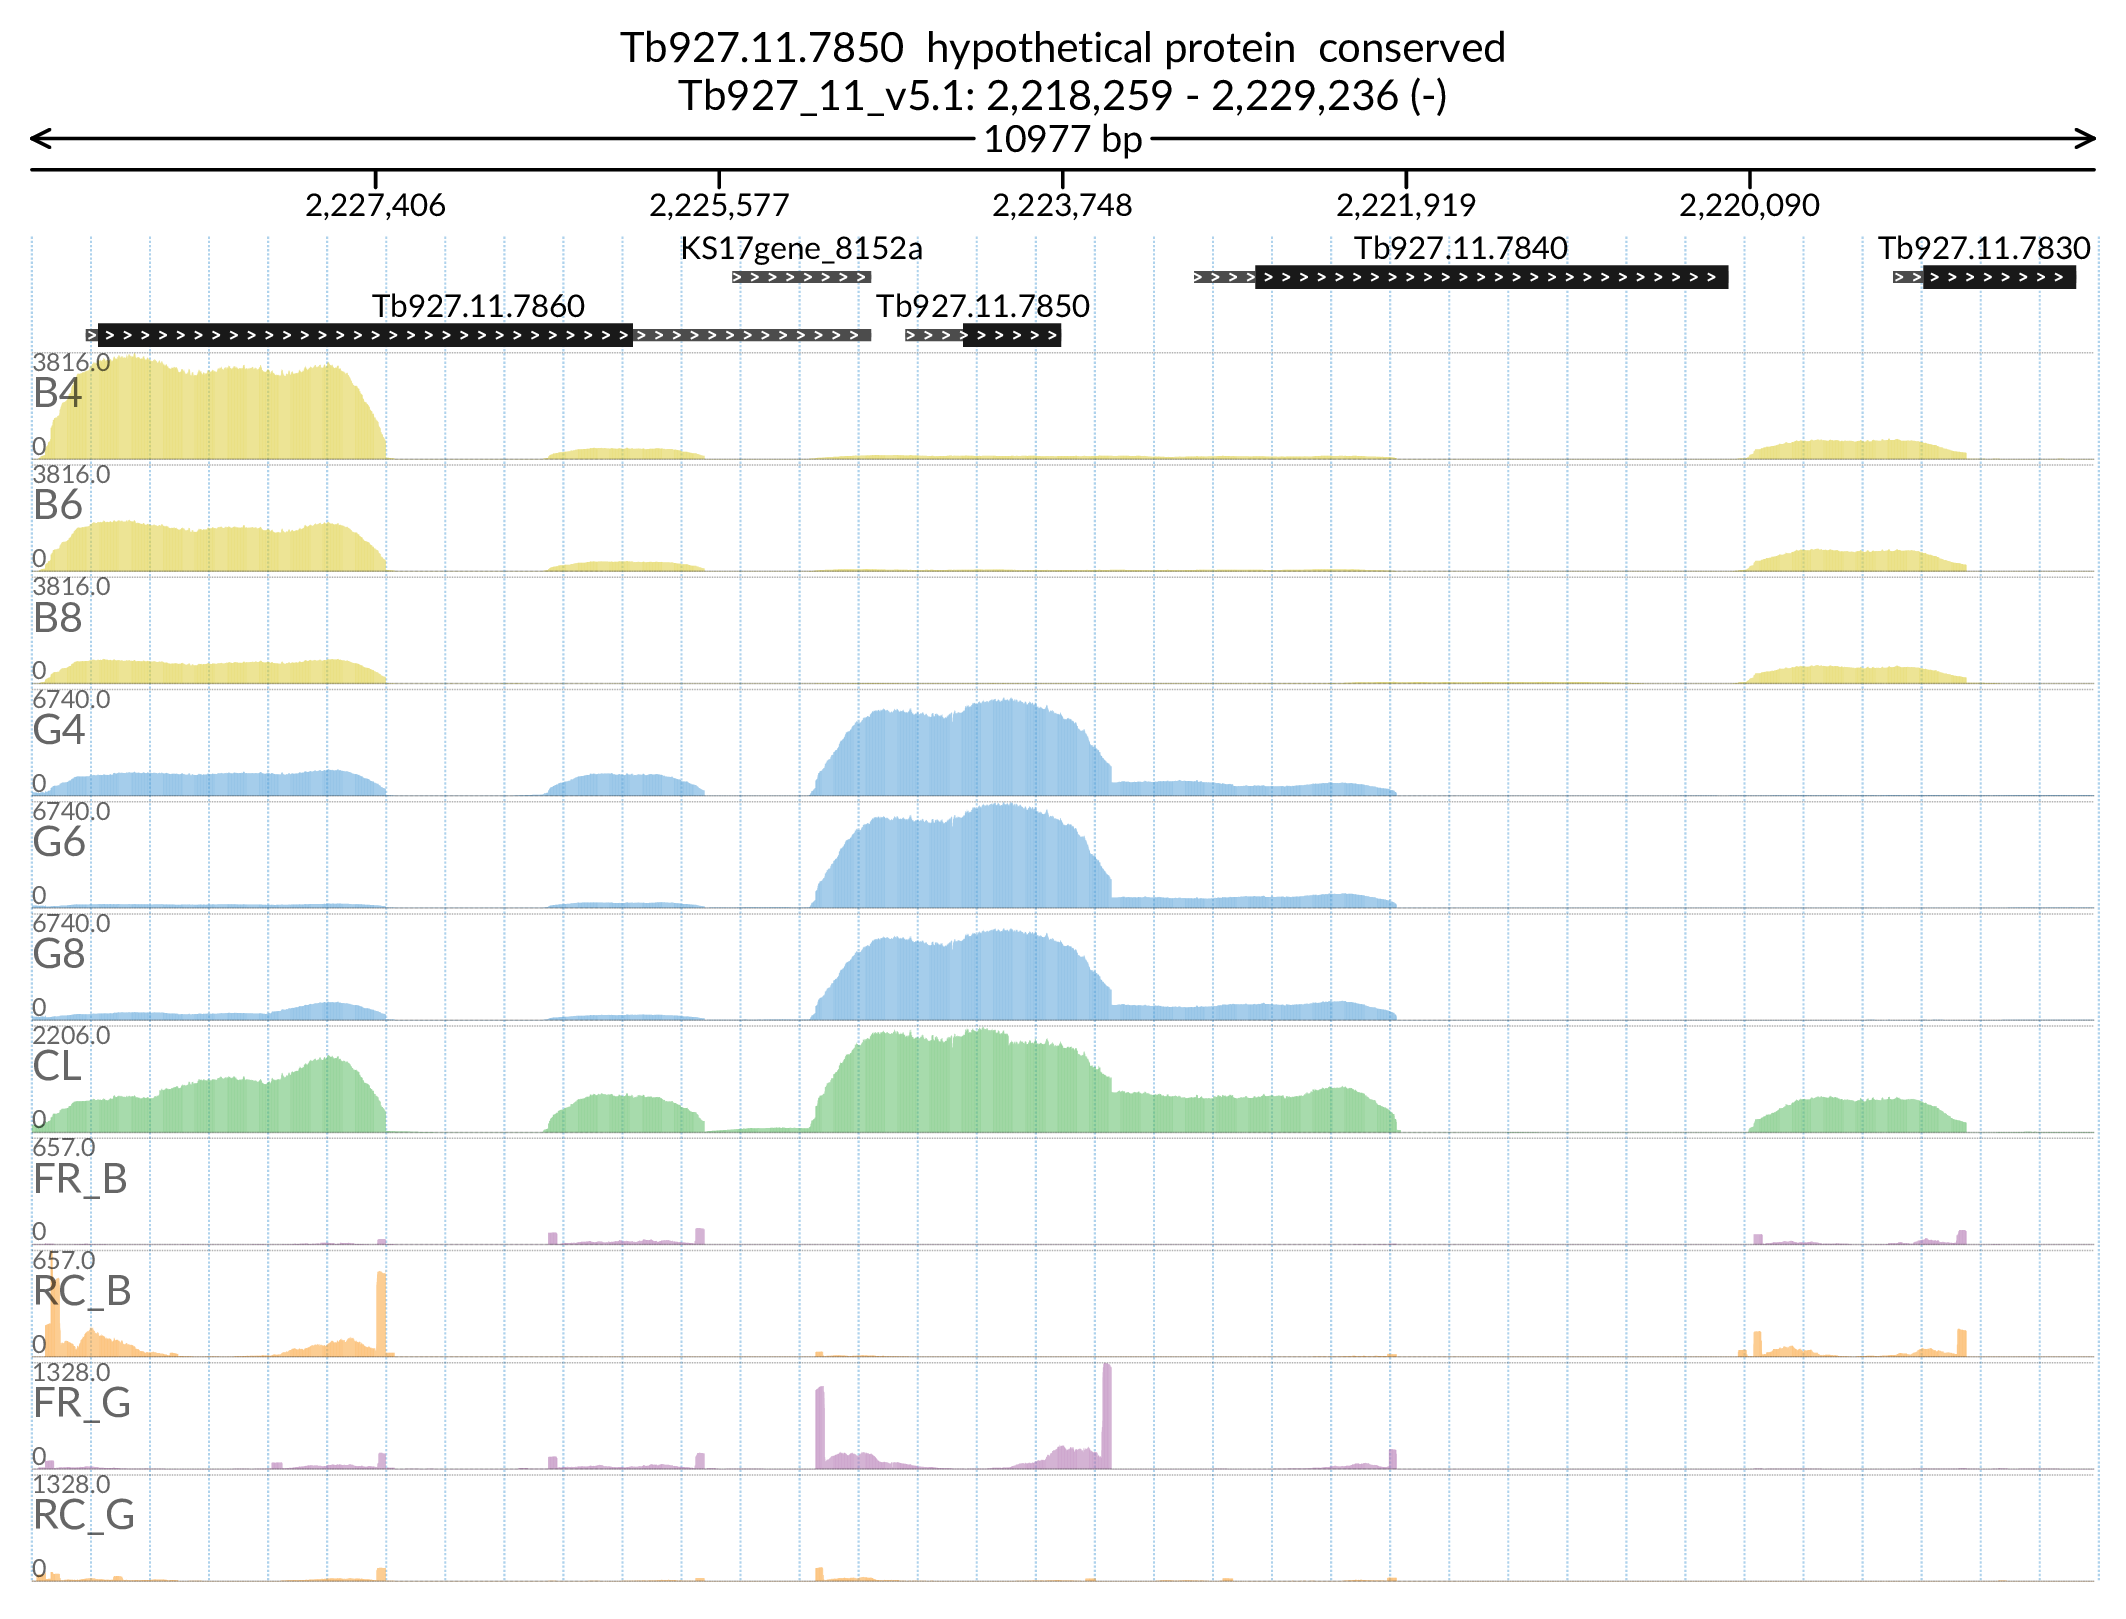 Tb927.11.7850  hypothetical protein  conserved
Tb927_11_v5.1: 2,218,259 - 2,229,236 (-)
10977 bp
2,227,406 2,225,577 2,223,748 2,221,919 2,220,090
KS17gene_8152a Tb927.11.7840 Tb927.11.7830
Tb927.11.7860 Tb927.11.7850
3816.0
B4
0
3816.0
B6
0
3816.0
B8
0
6740.0
G4
0
6740.0
G6
0
6740.0
G8
0
2206.0
CL
0
657.0
FR_B
0
657.0
RC_B
0
1328.0
FR_G
0
1328.0
RC_G
0